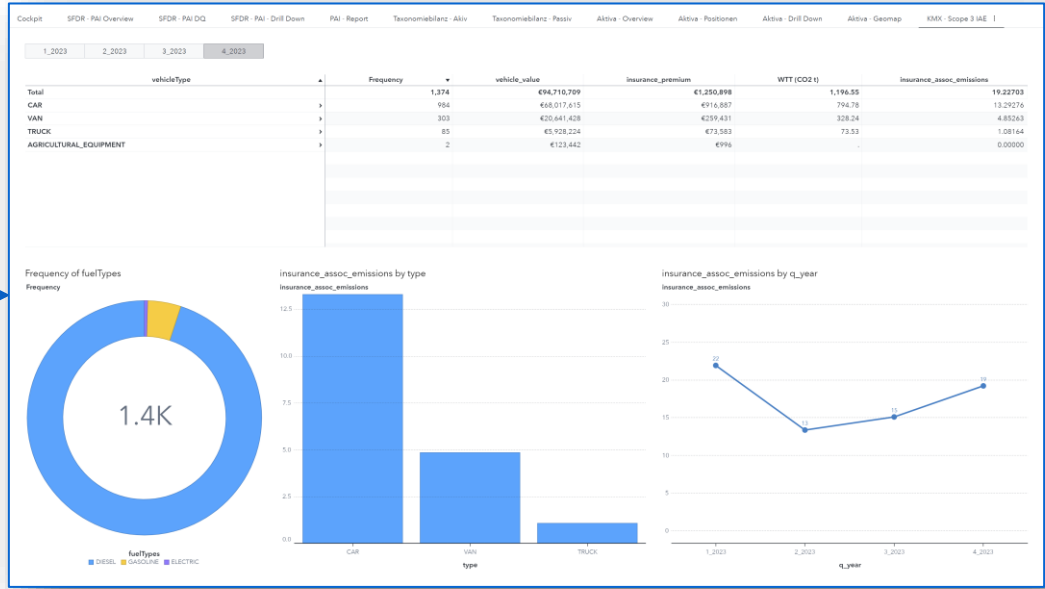 Cockpit SFDR - PAI Overview SFDR - PAI DQ SFDR - PAI - Drill Down PAI - Report Taxonomiebilanz - Akiv Taxonomiebilanz - Passiv Aktiva - Overview Aktiva - Positionen Aktiva - Drill Down Aktiva - Geomap KMX - Scope 3 IAE
1_2023 2_2023 3_2023 4_2023
vehicleType Frequency vehicle_value insurance_premium WTT (CO2 t) insurance_assoc_emissions
Total 1,374 €94,710,709 €1,250,898 1,196.55 19.22703
CAR 984 €68,017,615 €916,887 794.78 13.29276
VAN 303 €20,641,428 €259,431 328.24 4.85263
TRUCK 85 €5,928,224 €73,583 73.53 1.08164
AGRICULTURAL_EQUIPMENT 2 €123,442 €996 . 0.00000
Frequency of fuelTypes
Frequency
1.4K
fuelTypes
DIESEL GASOLINE ELECTRIC
insurance_assoc_emissions by type
insurance_assoc_emissions
12.5
10.0
7.5
5.0
2.5
0.0
CAR VAN TRUCK
type
insurance_assoc_emissions by q_year
insurance_assoc_emissions
30
25
22
20
19
15
15
13
10
5
0
1_2023 2_2023 3_2023 4_2023
q_year